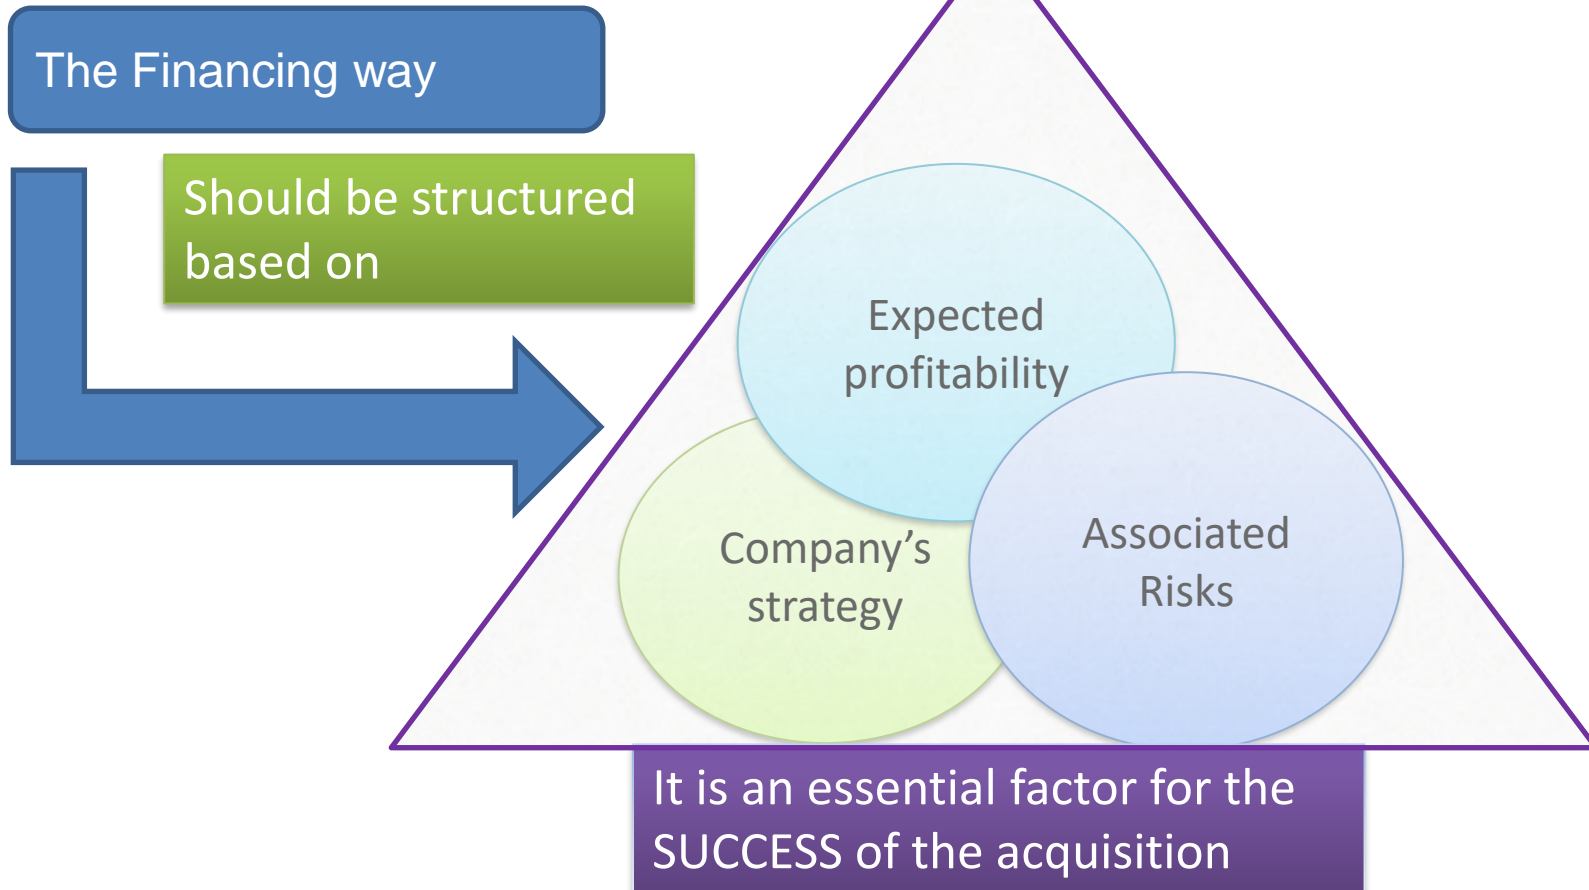 The Financing way
Should be structured
based on
Expected
profitability
Company’s
strategy
Associated
Risks
It is an essential factor for the
SUCCESS of the acquisition